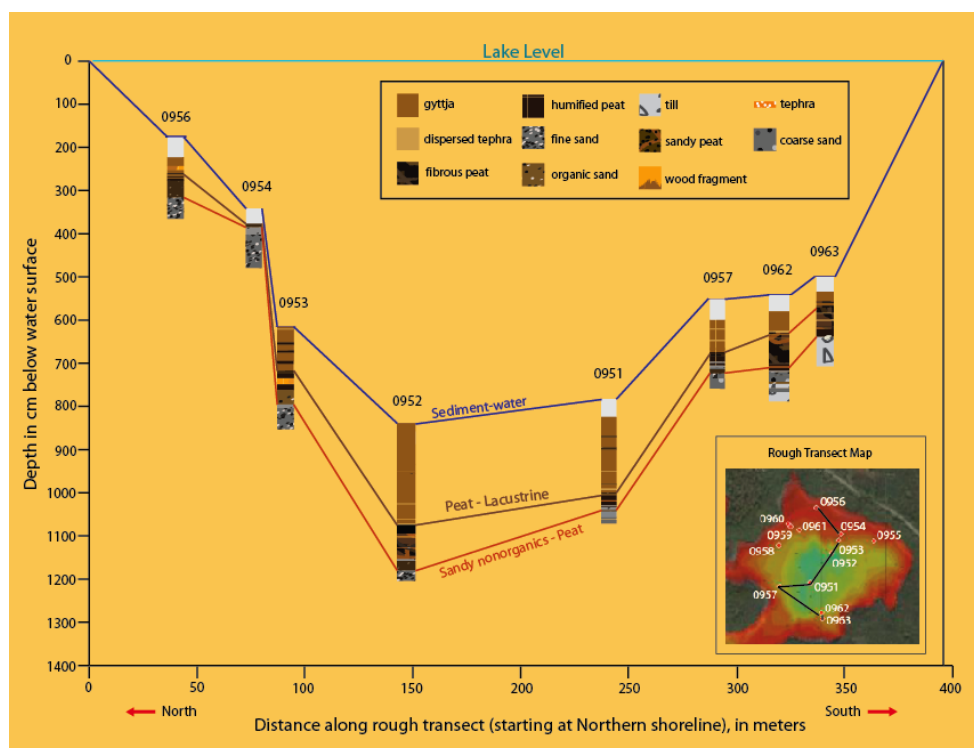 Lake Level
0
100
200
300
400
500
600
700
800
900
1000
1100
1200
1300
1400
Depth in cm below water surface
gyttja
humified peat
till
tephra
dispersed tephra
fine sand
sandy peat
coarse sand
fibrous peat
organic sand
wood fragment
0956
0954
0953
0952
0951
0957
0962
0963
Sediment-water
Peat - Lacustrine
Sandy nonorganics - Peat
Rough Transect Map
0956
0960
0961
0954
0959
0955
0958
0953
0952
0951
0957
0962
0963
0
50
100
150
200
250
300
350
400
North
South
Distance along rough transect (starting at Northern shoreline), in meters